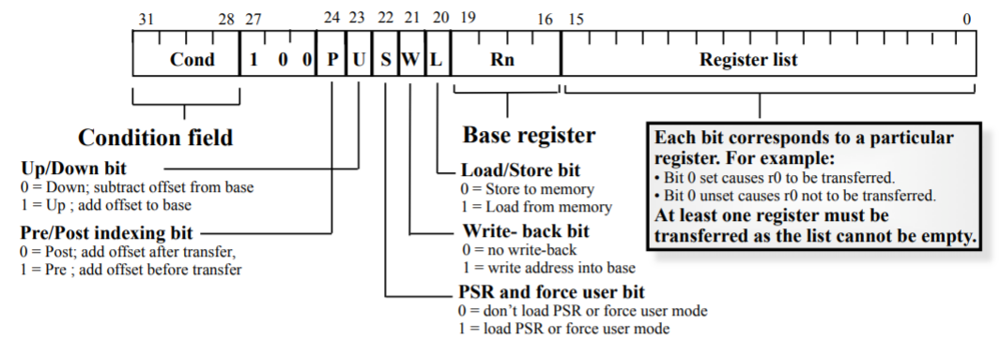 31 28 27 24 23 22 21 20 19 16 15 0
Cond 1 0 0 P U S W L Rn Register list
Condition field
Up/Down bit
0 = Down; subtract offset from base
1 = Up ; add offset to base
Pre/Post indexing bit
0 = Post; add offset after transfer,
1 = Pre ; add offset before transfer
Base register
Load/Store bit
0 = Store to memory
1 = Load from memory
Write- back bit
0 = no write-back
1 = write address into base
PSR and force user bit
0 = don't load PSR or force user mode
1 = load PSR or force user mode
Each bit corresponds to a particular
register. For example:
• Bit 0 set causes r0 to be transferred.
• Bit 0 unset causes r0 not to be transferred.
At least one register must be
transferred as the list cannot be empty.